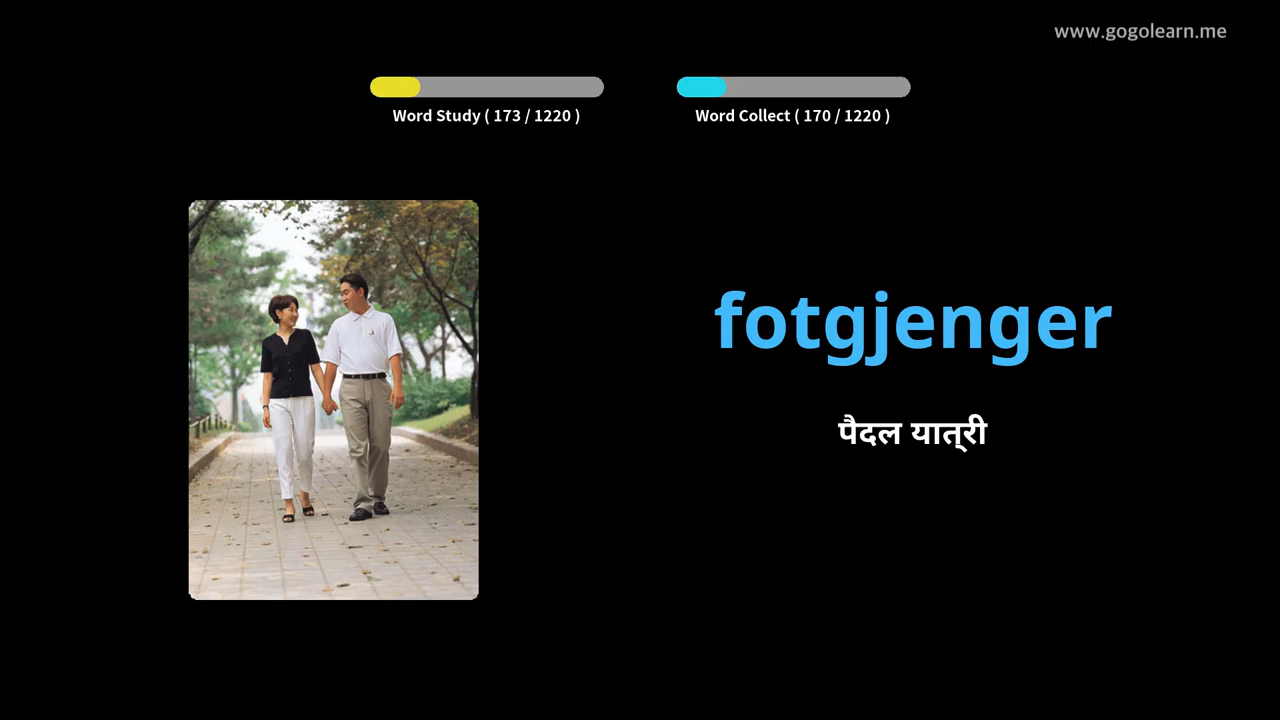 www.gogolearn.me
Word Study ( 173 / 1220 )
Word Collect ( 170 / 1220 )
fotgjenger
पैदल यात्री